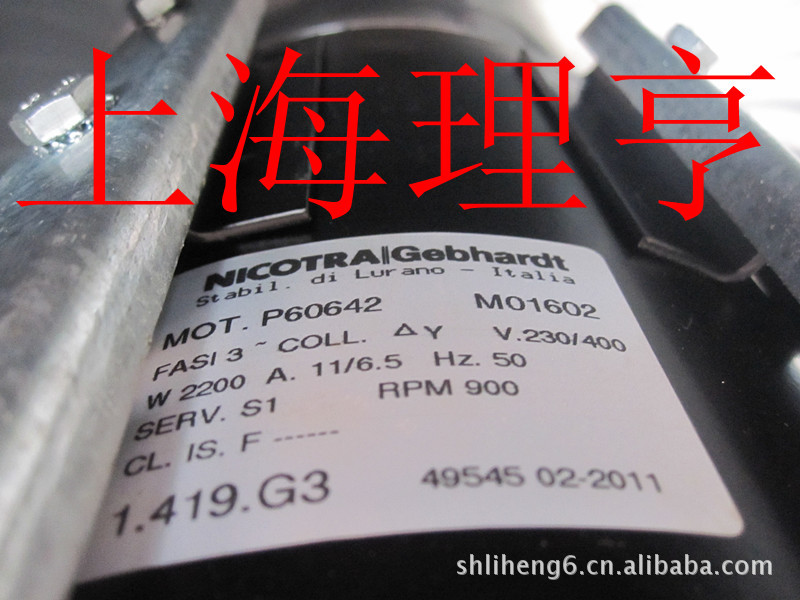 上海理亨
NICOTRA||Gebhardt
Stabil. di Lurano - Italia
MOT. P60642 M01602
FASI 3 ~ COLL. Δ Y V.230/400
W 2200 A. 11/6.5 Hz. 50
SERV. S1 RPM 900
CL. IS. F ------
1.419.G3 49545 02-2011
shliheng6.cn.alibaba.com